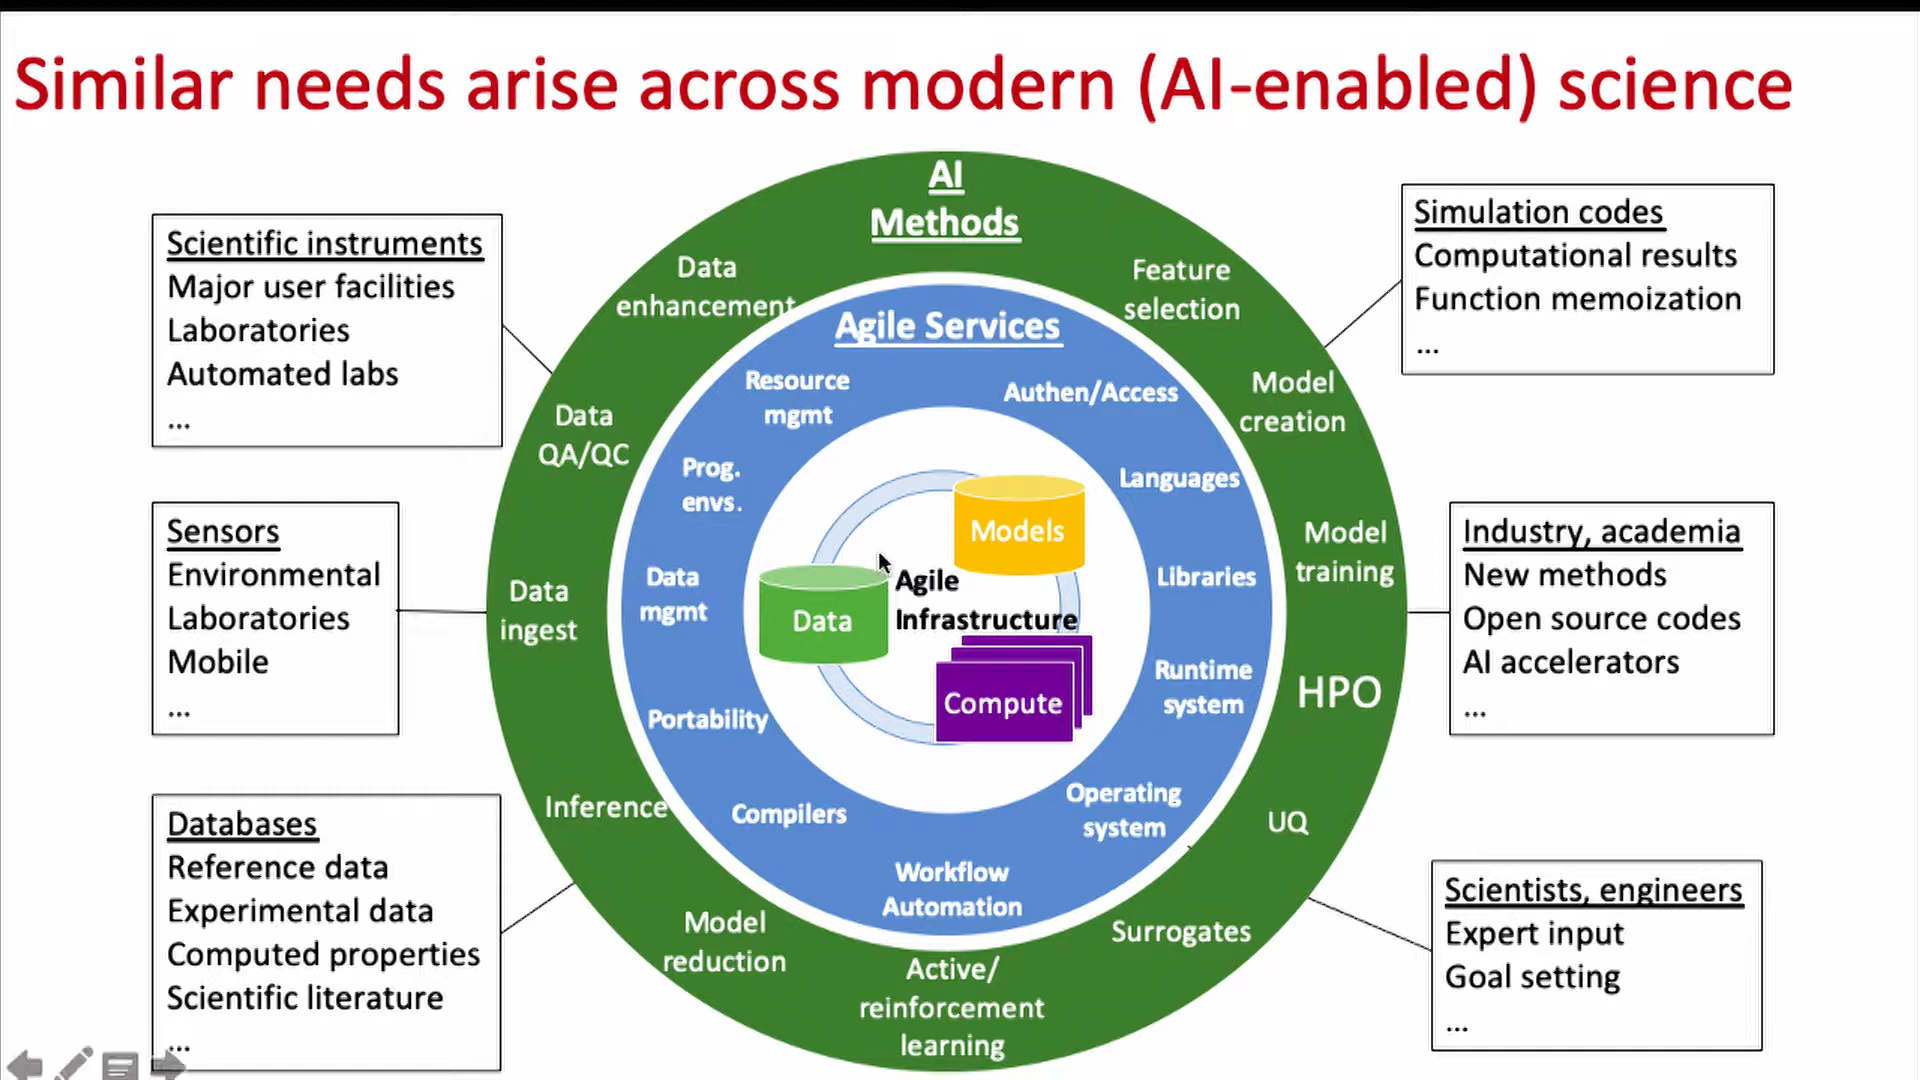 Similar needs arise across modern (AI-enabled) science
Scientific instruments
Major user facilities
Laboratories
Automated labs
...
Sensors
Environmental
Laboratories
Mobile
...
Databases
Reference data
Experimental data
Computed properties
Scientific literature
...
AI
Methods
Data
enhancement
Feature
selection
Data
QA/QC
Model
creation
Data
ingest
Model
training
HPO
Inference
UQ
Model
reduction
Surrogates
Active/
reinforcement
learning
Agile Services
Resource
mgmt
Authen/Access
Prog.
envs.
Languages
Data
mgmt
Libraries
Portability
Runtime
system
Compilers
Operating
system
Workflow
Automation
Models
Agile
Infrastructure
Data
Compute
Simulation codes
Computational results
Function memoization
...
Industry, academia
New methods
Open source codes
AI accelerators
...
Scientists, engineers
Expert input
Goal setting
...